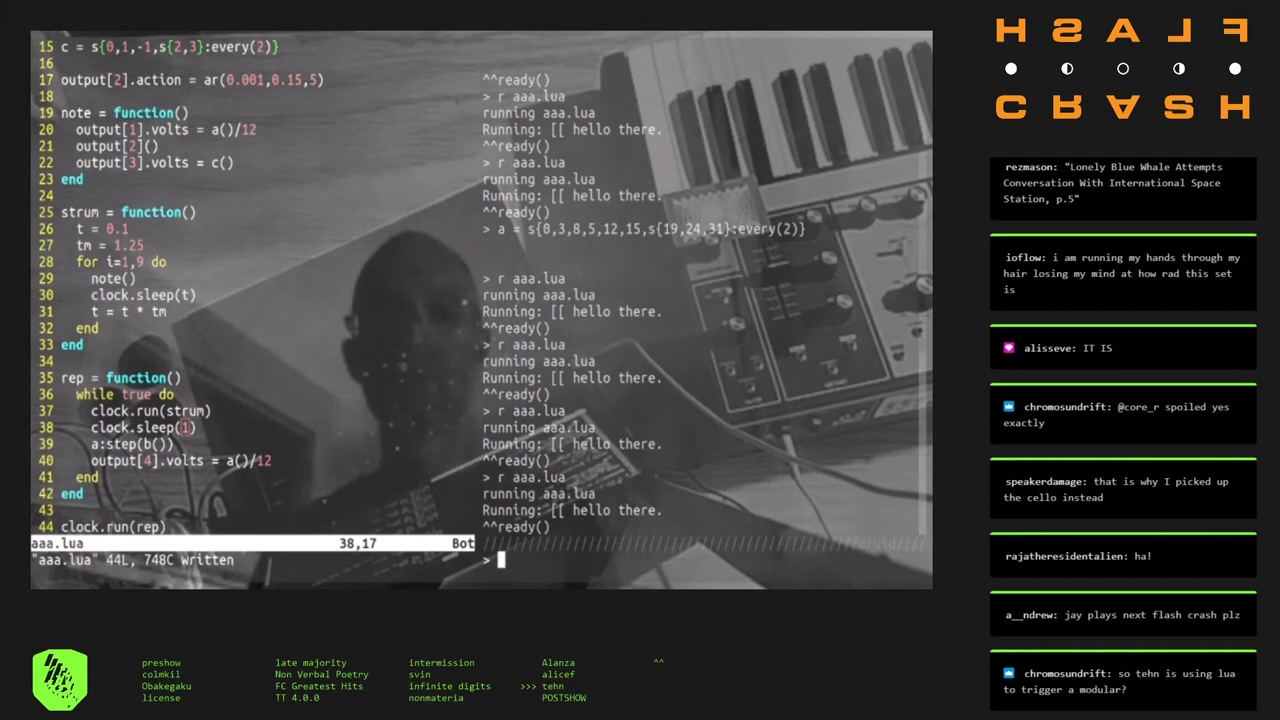 15 c = s{0,1,-1,s{2,3}:every(2)}
16
17 output[2].action = ar(0.001,0.15,5)
18
19 note = function()
20 output[1].volts = a()/12
21 output[2]()
22 output[3].volts = c()
23 end
24
25 strum = function()
26 t = 0.1
27 tm = 1.25
28 for i=1,9 do
29 note()
30 clock.sleep(t)
31 t = t * tm
32 end
33 end
34
35 rep = function()
36 while true do
37 clock.run(strum)
38 clock.sleep(1)
39 a:step(b())
40 output[4].volts = a()/12
41 end
42 end
43
44 clock.run(rep)
aaa.lua 38,17 Bot
"aaa.lua" 44L, 748C written
^^ready()
> r aaa.lua
running aaa.lua
Running: [[ hello there.
^^ready()
> r aaa.lua
running aaa.lua
Running: [[ hello there.
^^ready()
> a = s{0,3,8,5,12,15,s{19,24,31}:every(2)}
> r aaa.lua
running aaa.lua
Running: [[ hello there.
^^ready()
> r aaa.lua
running aaa.lua
Running: [[ hello there.
^^ready()
> r aaa.lua
running aaa.lua
Running: [[ hello there.
^^ready()
> r aaa.lua
running aaa.lua
Running: [[ hello there.
^^ready()
//////druid////
>
FLASH
CRASH
rezmason: "Lonely Blue Whale Attempts
Conversation With International Space
Station, p.5"
ioflow: i am running my hands through my
hair losing my mind at how rad this set
is
alisseve: IT IS
chromosundrift: @core_r spoiled yes
exactly
speakerdamage: that is why I picked up
the cello instead
rajatheresidentalien: ha!
a__ndrew: jay plays next flash crash plz
chromosundrift: so tehn is using lua
to trigger a modular?
preshow
colmkil
Obakegaku
license
late majority
Non Verbal Poetry
FC Greatest Hits
TT 4.0.0
intermission
svin
infinite digits
nonmateria
Alanza
alicef
>>> tehn
POSTSHOW
^^